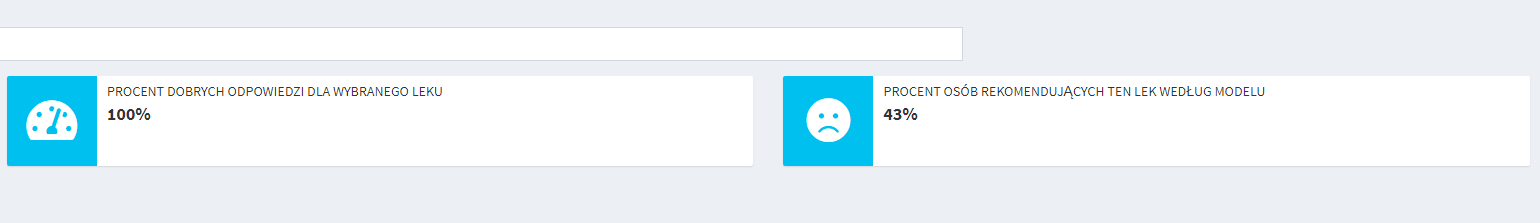 PROCENT DOBRYCH ODPOWIEDZI DLA WYBRANEGO LEKU
100%
PROCENT OSÓB REKOMENDUJĄCYCH TEN LEK WEDŁUG MODELU
43%